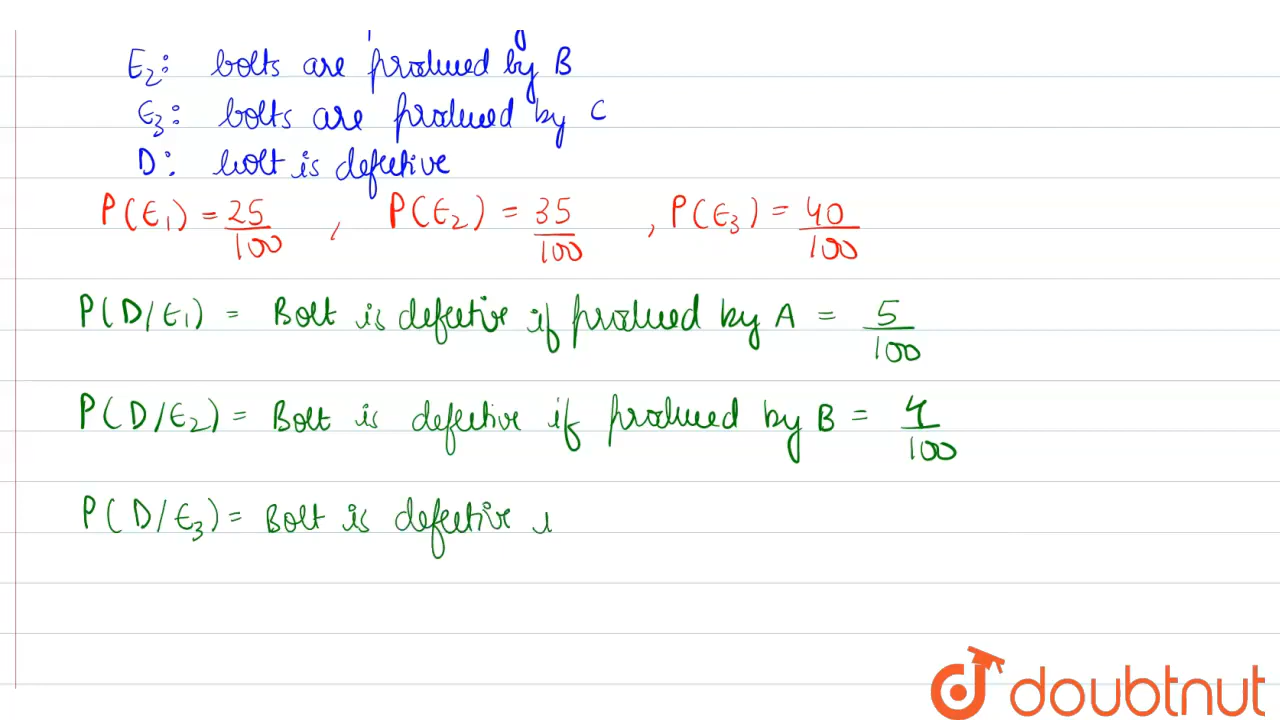 E₂: bolts are produced by B
E₃: bolts are produced by C
D: bolt is defective
P(E₁) = 25/100 , P(E₂) = 35/100 , P(E₃) = 40/100
P(D/E₁) = Bolt is defective if produced by A = 5/100
P(D/E₂) = Bolt is defective if produced by B = 4/100
P(D/E₃) = Bolt is defective
doubtnut